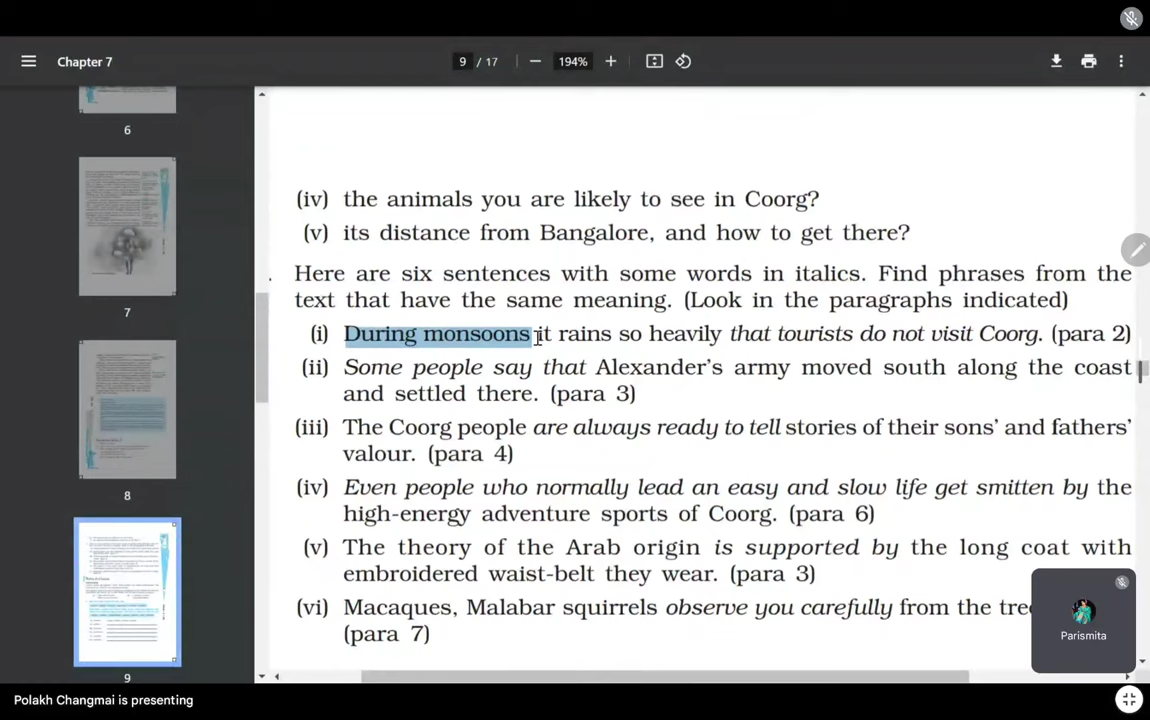 Chapter 7
9 / 17
194%
6
7
8
9
(iv) the animals you are likely to see in Coorg?
(v) its distance from Bangalore, and how to get there?
. Here are six sentences with some words in italics. Find phrases from the
text that have the same meaning. (Look in the paragraphs indicated)
(i) During monsoons it rains so heavily that tourists do not visit Coorg. (para 2)
(ii) Some people say that Alexander's army moved south along the coast
and settled there. (para 3)
(iii) The Coorg people are always ready to tell stories of their sons' and fathers'
valour. (para 4)
(iv) Even people who normally lead an easy and slow life get smitten by the
high-energy adventure sports of Coorg. (para 6)
(v) The theory of the Arab origin is supported by the long coat with
embroidered waist-belt they wear. (para 3)
(vi) Macaques, Malabar squirrels observe you carefully from the
(para 7)
Parismita
Polakh Changmai is presenting